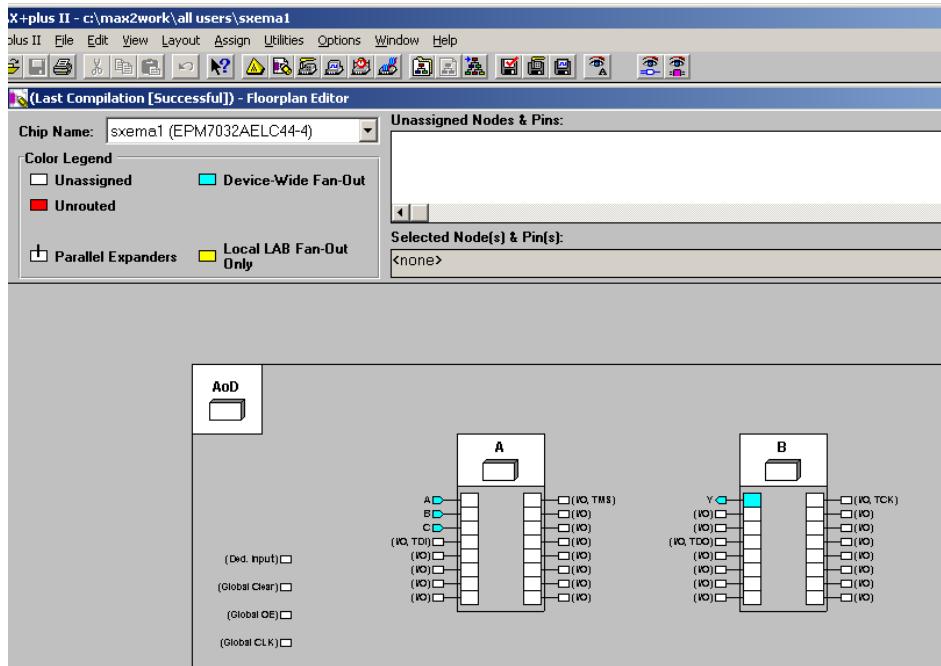 X+plus II - c:\max2work\all users\sxema1
plus II File Edit View Layout Assign Utilities Options Window Help
(Last Compilation [Successful]) - Floorplan Editor
Chip Name: sxema1 (EPM7032AELC44-4)
Unassigned Nodes & Pins:
Color Legend
Unassigned Device-Wide Fan-Out
Unrouted
Parallel Expanders Local LAB Fan-Out Only
Selected Node(s) & Pin(s):
<none>
AoD
A
B
A (I/O, TMS) Y (I/O, TCK)
B (I/O) (I/O) (I/O)
C (I/O) (I/O) (I/O)
(I/O, TDI) (I/O) (I/O, TDO) (I/O)
(Ded. Input) (I/O) (I/O) (I/O) (I/O)
(I/O) (I/O) (I/O) (I/O)
(Global Clear) (I/O) (I/O) (I/O) (I/O)
(I/O) (I/O) (I/O) (I/O)
(Global OE)
(Global CLK)